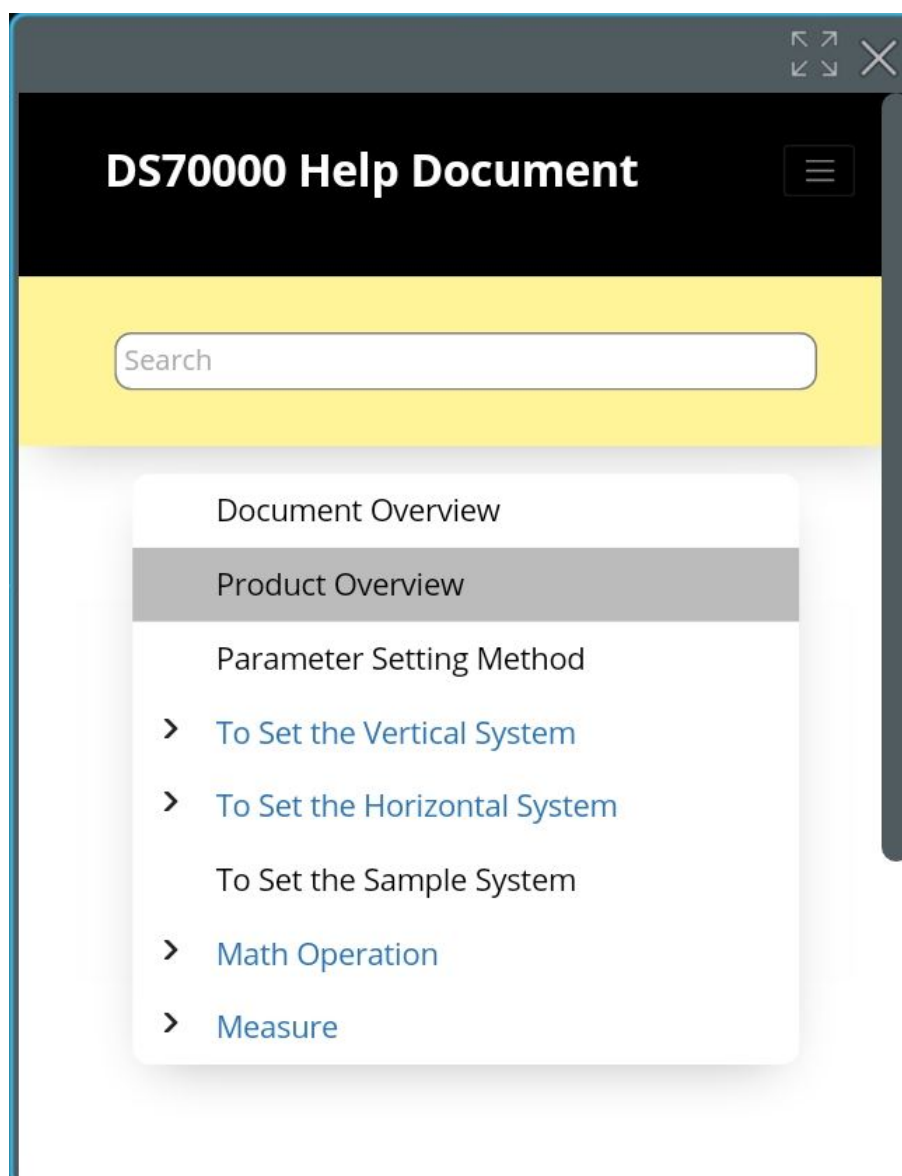 DS70000 Help Document
Search
Document Overview
Product Overview
Parameter Setting Method
To Set the Vertical System
To Set the Horizontal System
To Set the Sample System
Math Operation
Measure